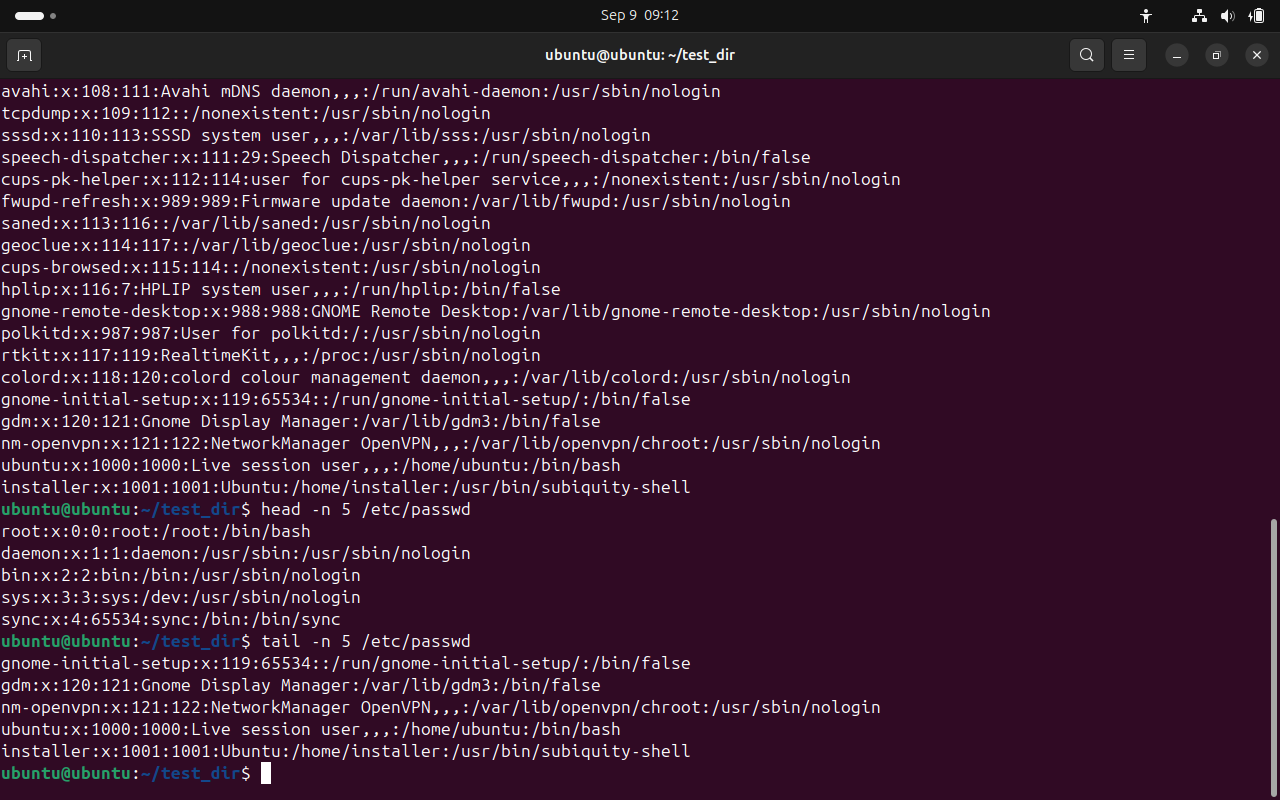 Sep 9 09:12
ubuntu@ubuntu: ~/test_dir
avahi:x:108:111:Avahi mDNS daemon,,,:/run/avahi-daemon:/usr/sbin/nologin
tcpdump:x:109:112::/nonexistent:/usr/sbin/nologin
sssd:x:110:113:SSSD system user,,,:/var/lib/sss:/usr/sbin/nologin
speech-dispatcher:x:111:29:Speech Dispatcher,,,:/run/speech-dispatcher:/bin/false
cups-pk-helper:x:112:114:user for cups-pk-helper service,,,:/nonexistent:/usr/sbin/nologin
fwupd-refresh:x:989:989:Firmware update daemon:/var/lib/fwupd:/usr/sbin/nologin
saned:x:113:116::/var/lib/saned:/usr/sbin/nologin
geoclue:x:114:117::/var/lib/geoclue:/usr/sbin/nologin
cups-browsed:x:115:114::/nonexistent:/usr/sbin/nologin
hplip:x:116:7:HPLIP system user,,,:/run/hplip:/bin/false
gnome-remote-desktop:x:988:988:GNOME Remote Desktop:/var/lib/gnome-remote-desktop:/usr/sbin/nologin
polkitd:x:987:987:User for polkitd:/:/usr/sbin/nologin
rtkit:x:117:119:RealtimeKit,,,:/proc:/usr/sbin/nologin
colord:x:118:120:colord colour management daemon,,,:/var/lib/colord:/usr/sbin/nologin
gnome-initial-setup:x:119:65534::/run/gnome-initial-setup/:/bin/false
gdm:x:120:121:Gnome Display Manager:/var/lib/gdm3:/bin/false
nm-openvpn:x:121:122:NetworkManager OpenVPN,,,:/var/lib/openvpn/chroot:/usr/sbin/nologin
ubuntu:x:1000:1000:Live session user,,,:/home/ubuntu:/bin/bash
installer:x:1001:1001:Ubuntu:/home/installer:/usr/bin/subiquity-shell
ubuntu@ubuntu:~/test_dir$ head -n 5 /etc/passwd
root:x:0:0:root:/root:/bin/bash
daemon:x:1:1:daemon:/usr/sbin:/usr/sbin/nologin
bin:x:2:2:bin:/bin:/usr/sbin/nologin
sys:x:3:3:sys:/dev:/usr/sbin/nologin
sync:x:4:65534:sync:/bin:/bin/sync
ubuntu@ubuntu:~/test_dir$ tail -n 5 /etc/passwd
gnome-initial-setup:x:119:65534::/run/gnome-initial-setup/:/bin/false
gdm:x:120:121:Gnome Display Manager:/var/lib/gdm3:/bin/false
nm-openvpn:x:121:122:NetworkManager OpenVPN,,,:/var/lib/openvpn/chroot:/usr/sbin/nologin
ubuntu:x:1000:1000:Live session user,,,:/home/ubuntu:/bin/bash
installer:x:1001:1001:Ubuntu:/home/installer:/usr/bin/subiquity-shell
ubuntu@ubuntu:~/test_dir$